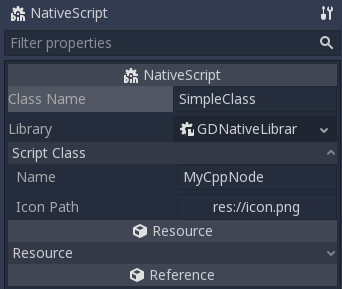 NativeScript
Filter properties
NativeScript
Class Name SimpleClass
Library GDNativeLibrar
Script Class
Name MyCppNode
Icon Path res://icon.png
Resource
Resource
Reference